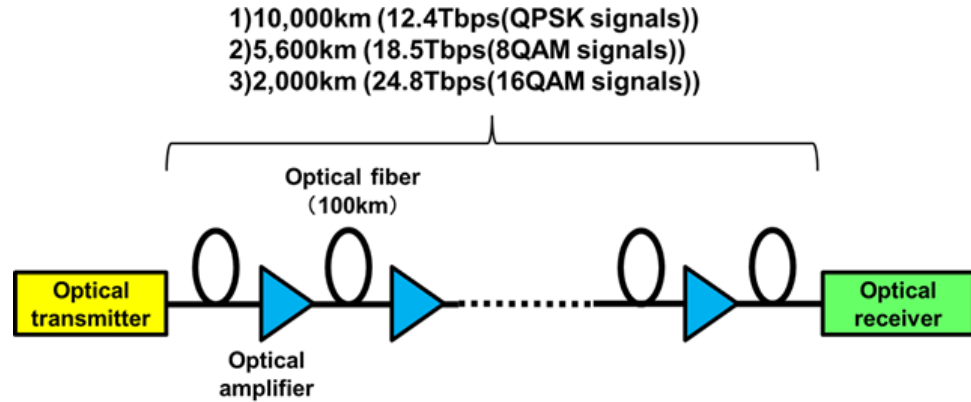 1)10,000km (12.4Tbps(QPSK signals))
2)5,600km (18.5Tbps(8QAM signals))
3)2,000km (24.8Tbps(16QAM signals))
Optical fiber
（100km）
Optical
transmitter
Optical
amplifier
Optical
receiver